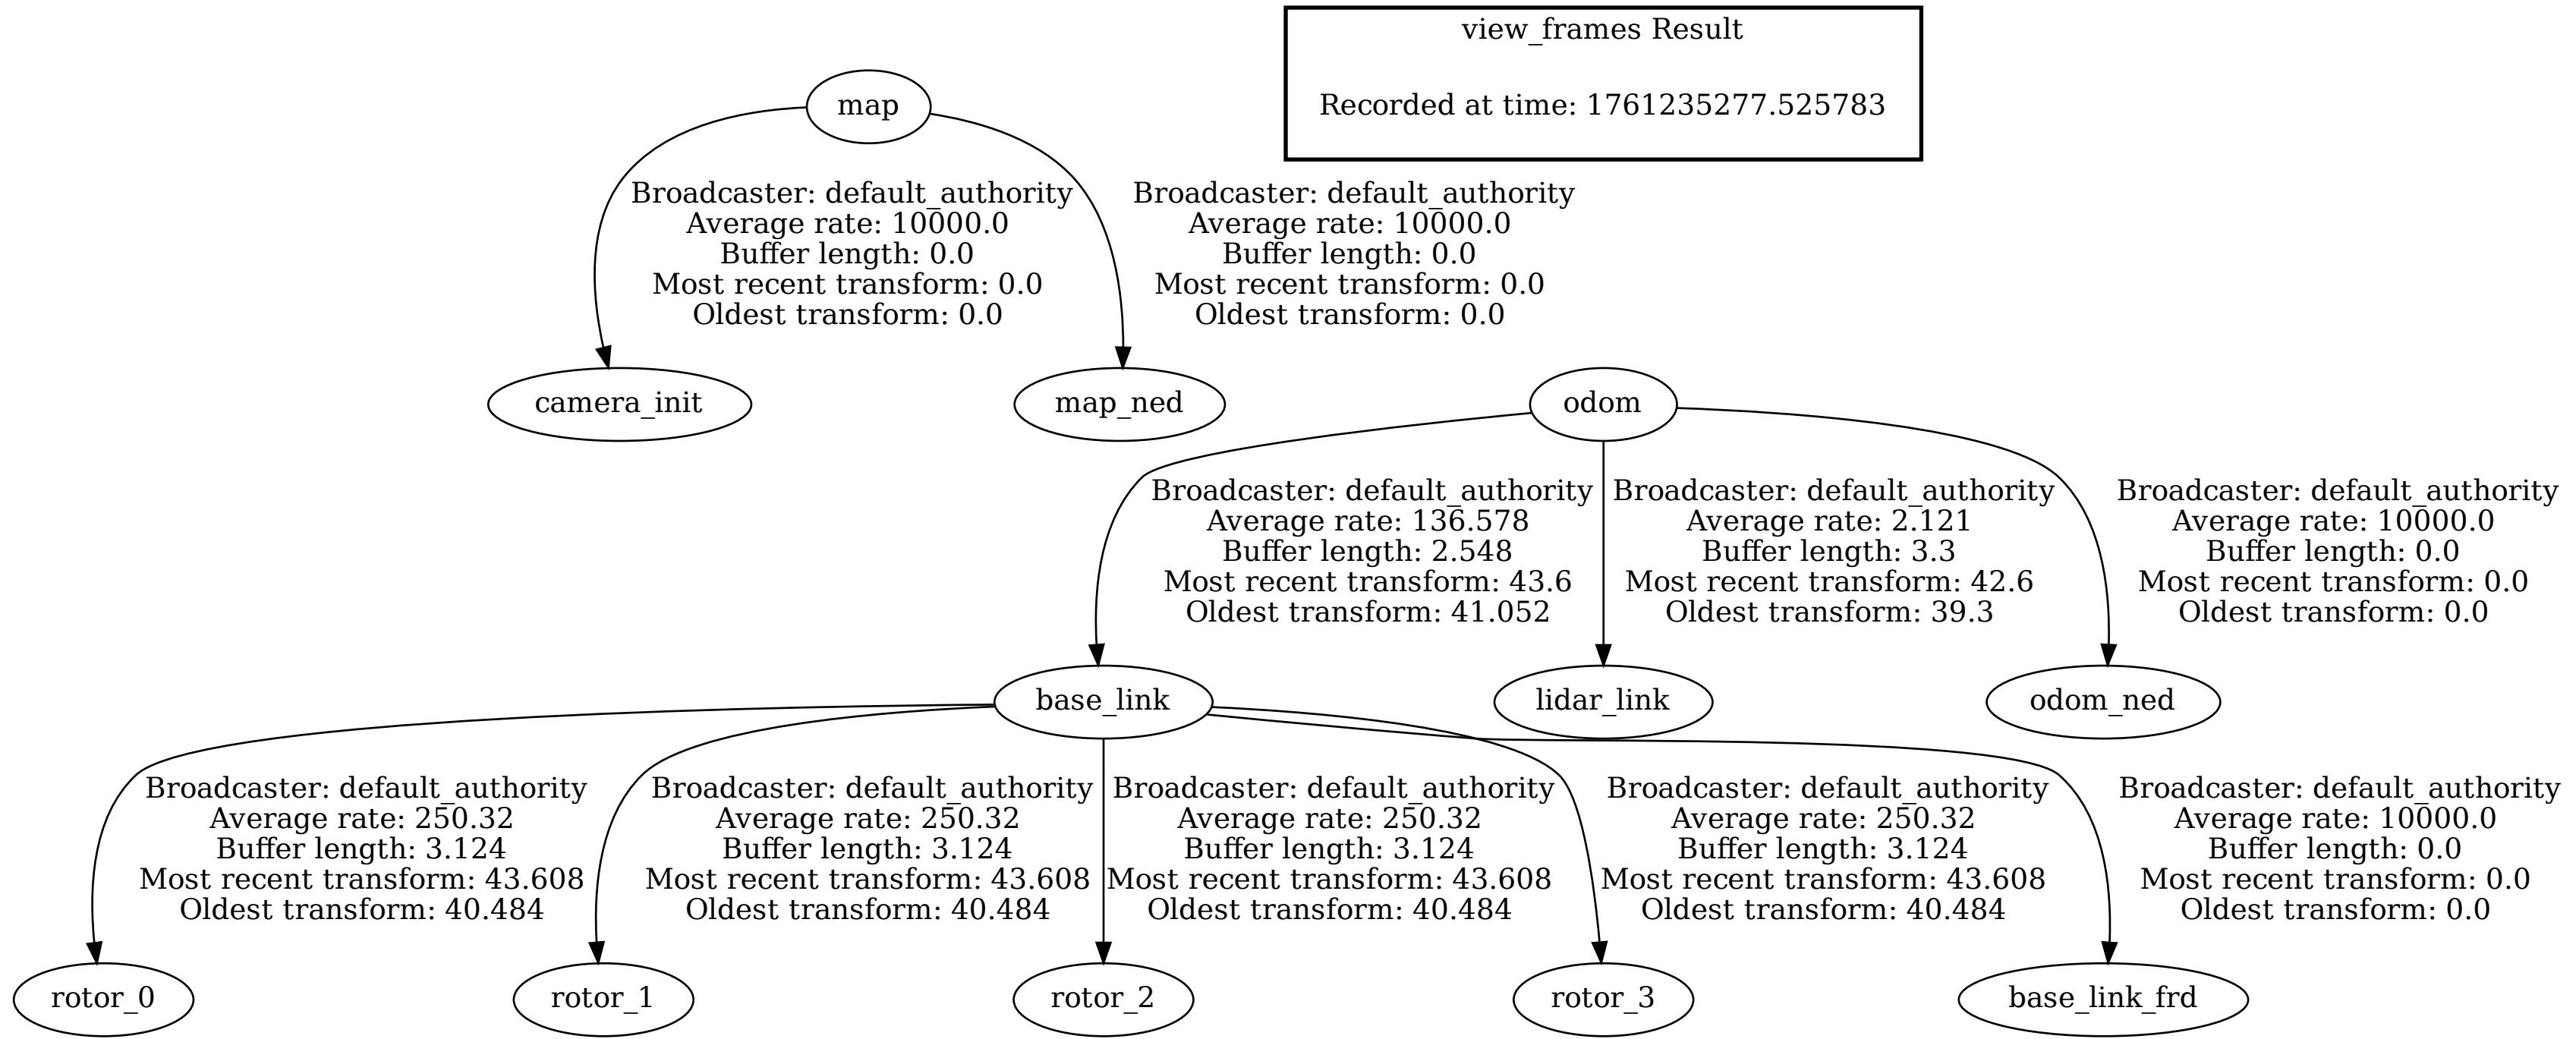 view_frames Result
Recorded at time: 1761235277.525783
map
Broadcaster: default_authority
Average rate: 10000.0
Buffer length: 0.0
Most recent transform: 0.0
Oldest transform: 0.0
Broadcaster: default_authority
Average rate: 10000.0
Buffer length: 0.0
Most recent transform: 0.0
Oldest transform: 0.0
camera_init
map_ned
odom
Broadcaster: default_authority
Average rate: 136.578
Buffer length: 2.548
Most recent transform: 43.6
Oldest transform: 41.052
Broadcaster: default_authority
Average rate: 2.121
Buffer length: 3.3
Most recent transform: 42.6
Oldest transform: 39.3
Broadcaster: default_authority
Average rate: 10000.0
Buffer length: 0.0
Most recent transform: 0.0
Oldest transform: 0.0
base_link
lidar_link
odom_ned
Broadcaster: default_authority
Average rate: 250.32
Buffer length: 3.124
Most recent transform: 43.608
Oldest transform: 40.484
Broadcaster: default_authority
Average rate: 250.32
Buffer length: 3.124
Most recent transform: 43.608
Oldest transform: 40.484
Broadcaster: default_authority
Average rate: 250.32
Buffer length: 3.124
Most recent transform: 43.608
Oldest transform: 40.484
Broadcaster: default_authority
Average rate: 250.32
Buffer length: 3.124
Most recent transform: 43.608
Oldest transform: 40.484
Broadcaster: default_authority
Average rate: 10000.0
Buffer length: 0.0
Most recent transform: 0.0
Oldest transform: 0.0
rotor_0
rotor_1
rotor_2
rotor_3
base_link_frd